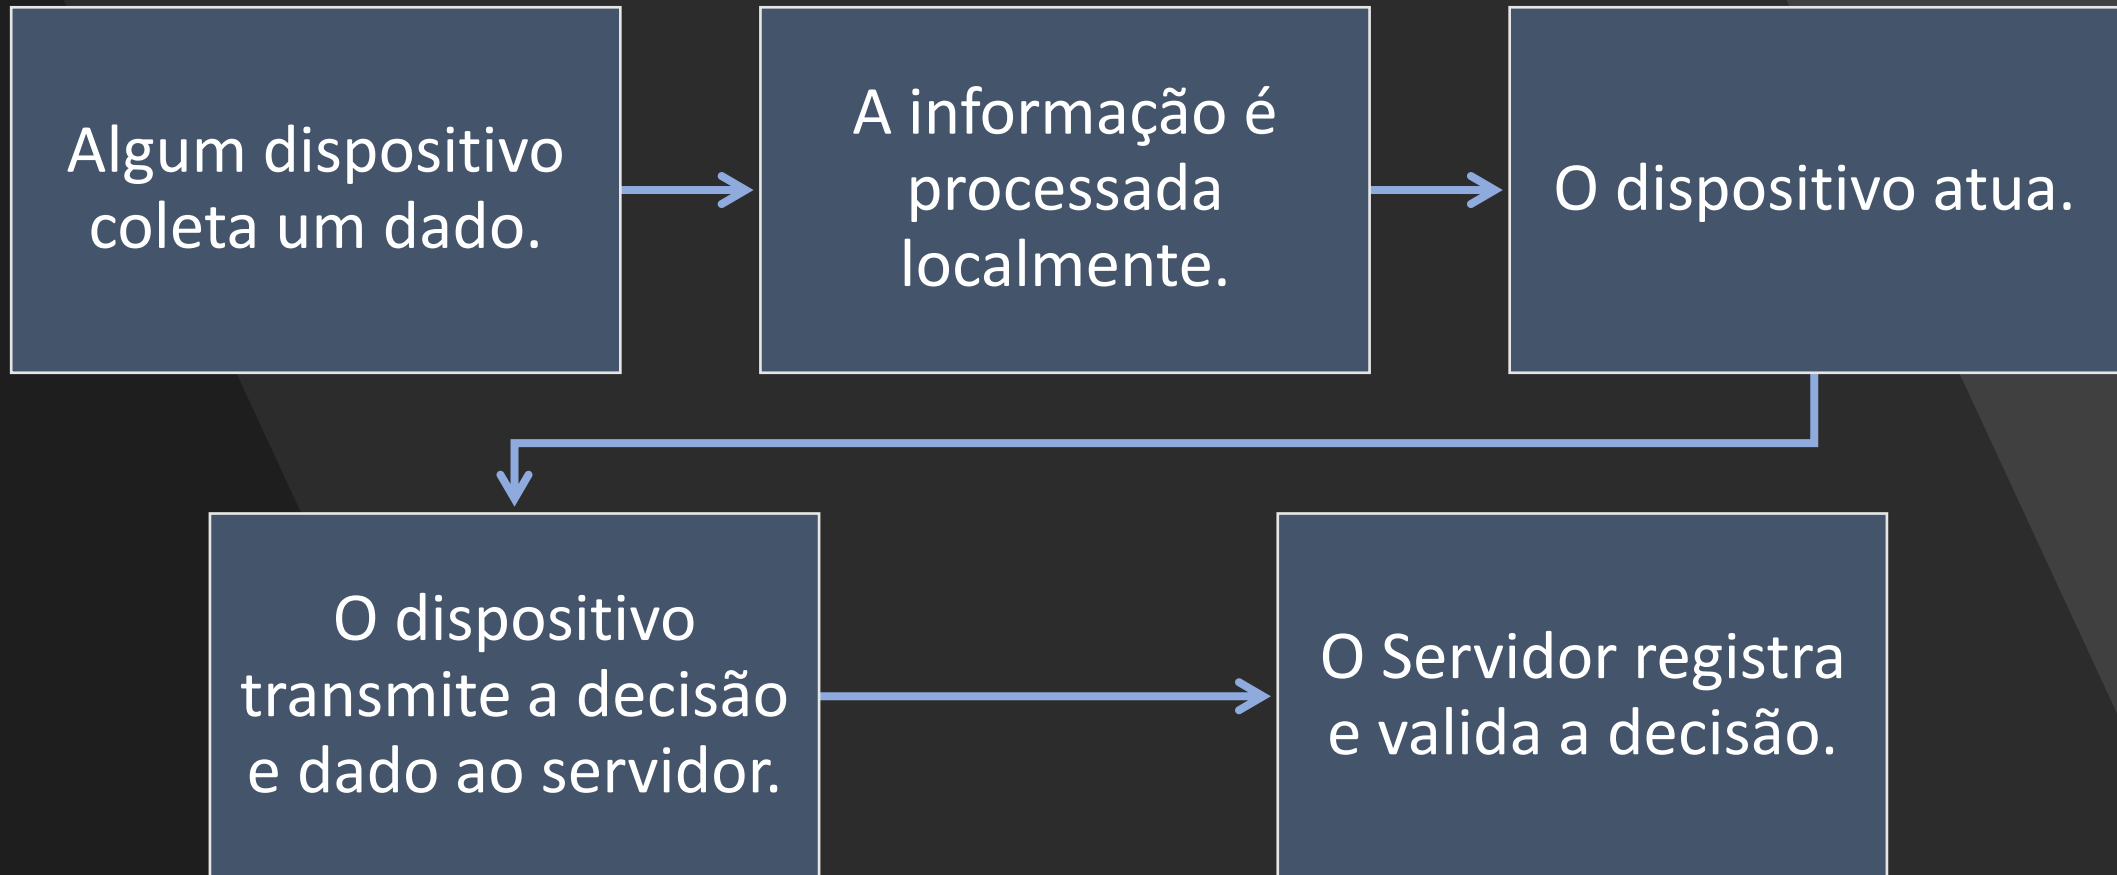 Algum dispositivo
coleta um dado.
A informação é
processada
localmente.
O dispositivo atua.
O dispositivo
transmite a decisão
e dado ao servidor.
O Servidor registra
e valida a decisão.